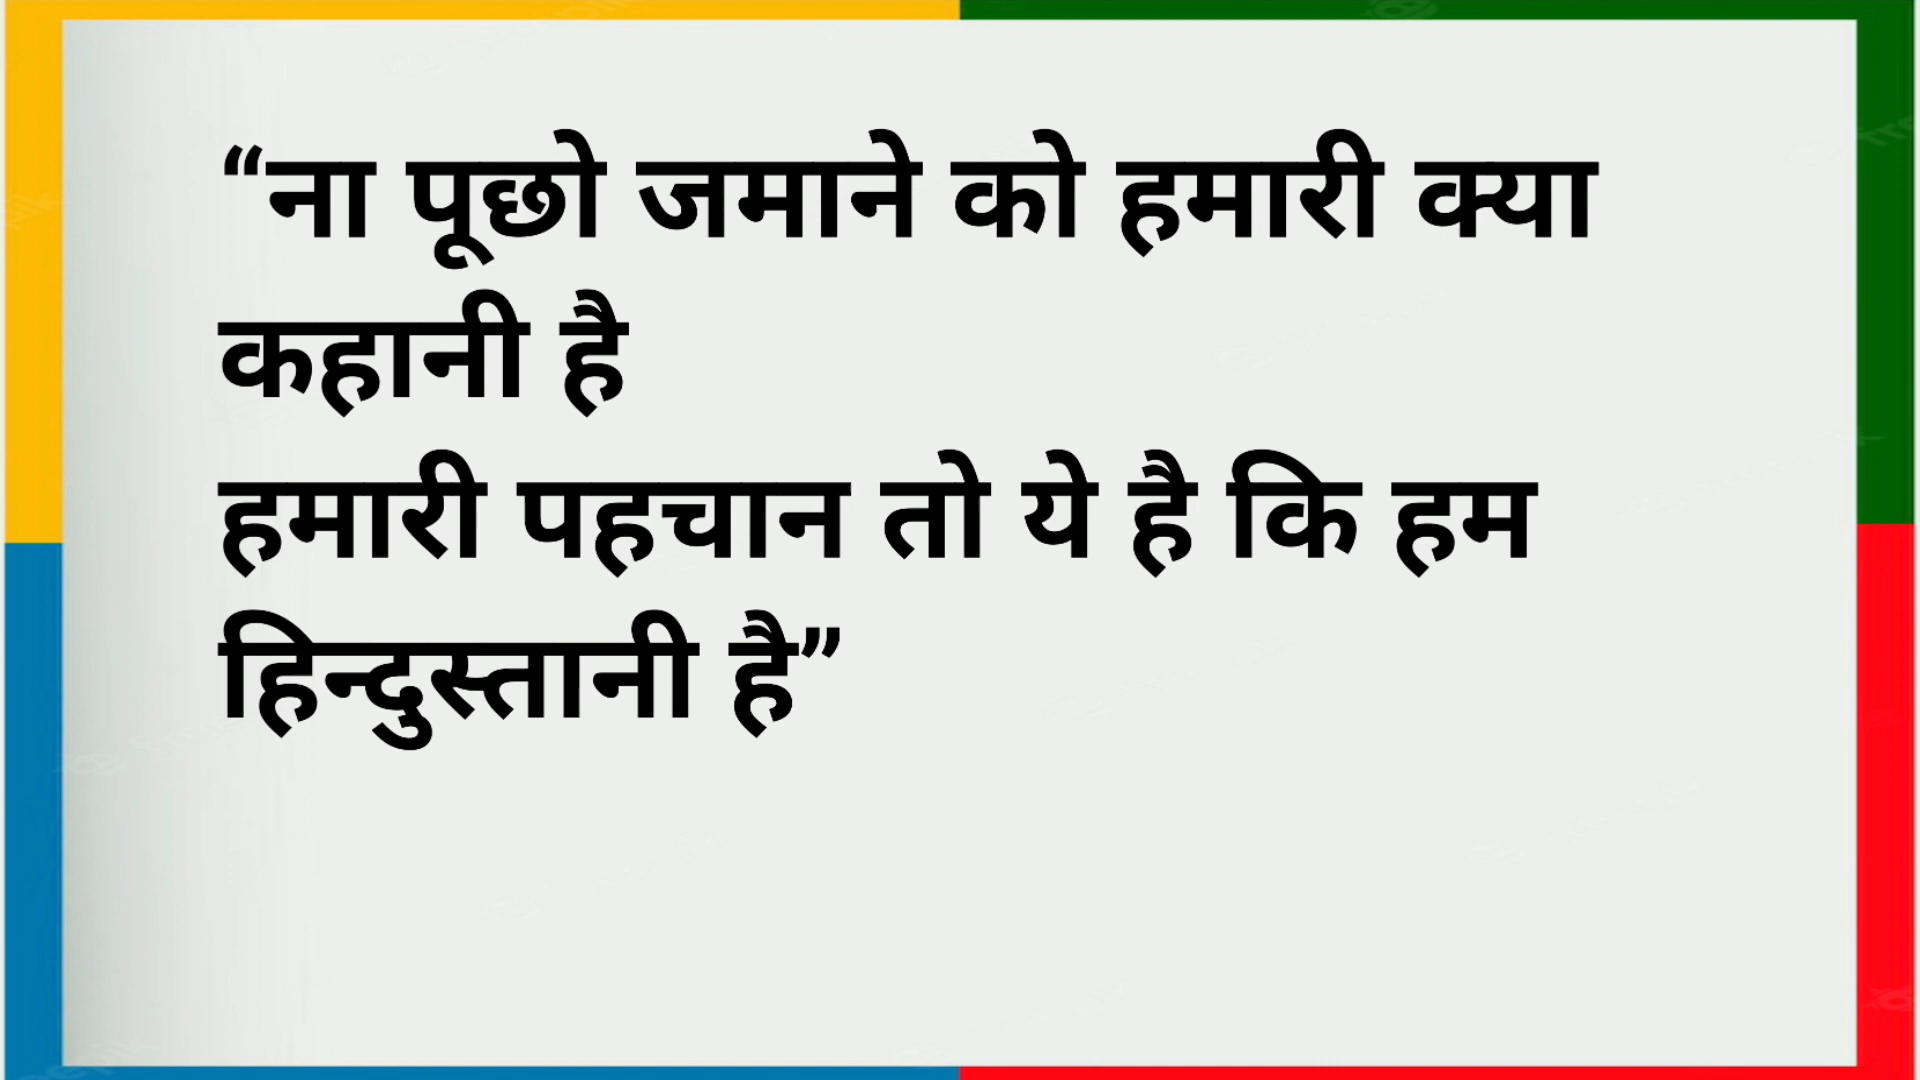 “ना पूछो जमाने को हमारी क्या
कहानी है
हमारी पहचान तो ये है कि हम
हिन्दुस्तानी है”